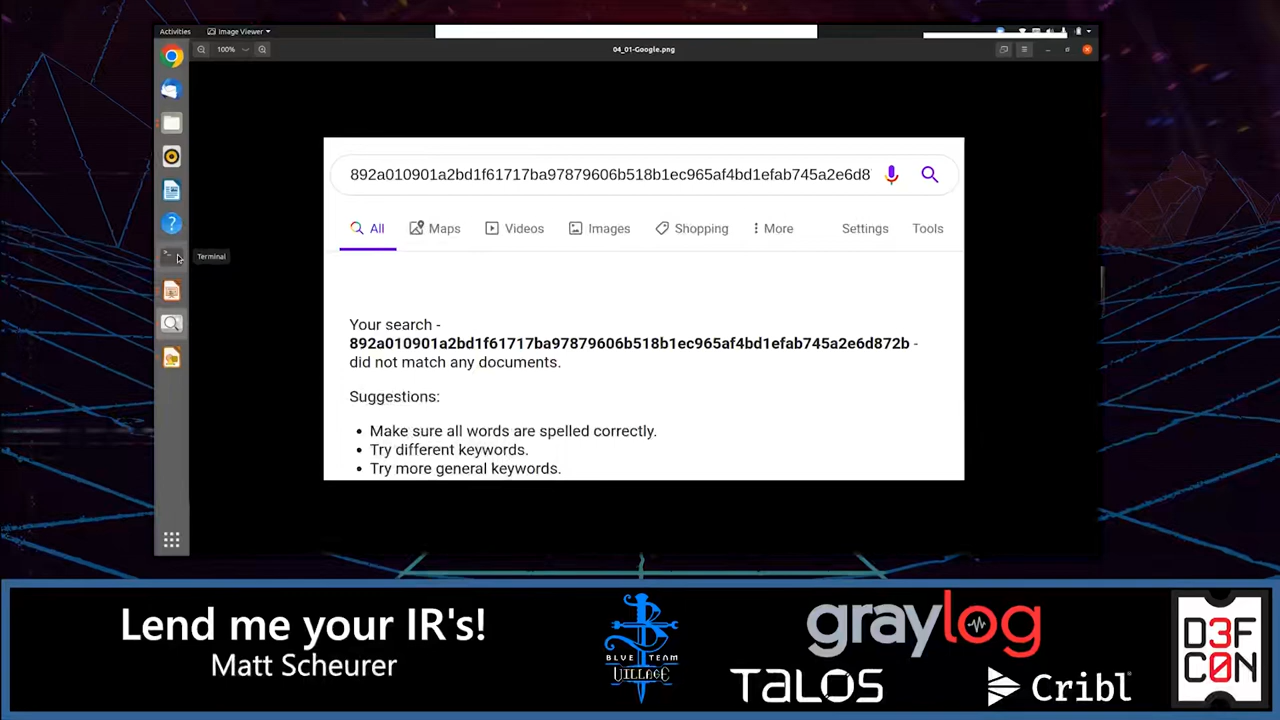 Activities
Image Viewer
100%
04_01-Google.png
892a010901a2bd1f61717ba97879606b518b1ec965af4bd1efab745a2e6d8
All
Maps
Videos
Images
Shopping
More
Settings
Tools
Terminal
Your search -
892a010901a2bd1f61717ba97879606b518b1ec965af4bd1efab745a2e6d872b -
did not match any documents.
Suggestions:
• Make sure all words are spelled correctly.
• Try different keywords.
• Try more general keywords.
Lend me your IR's!
Matt Scheurer
BLUE TEAM
VILLAGE
graylog
TALOS
Cribl
D3F
C0N